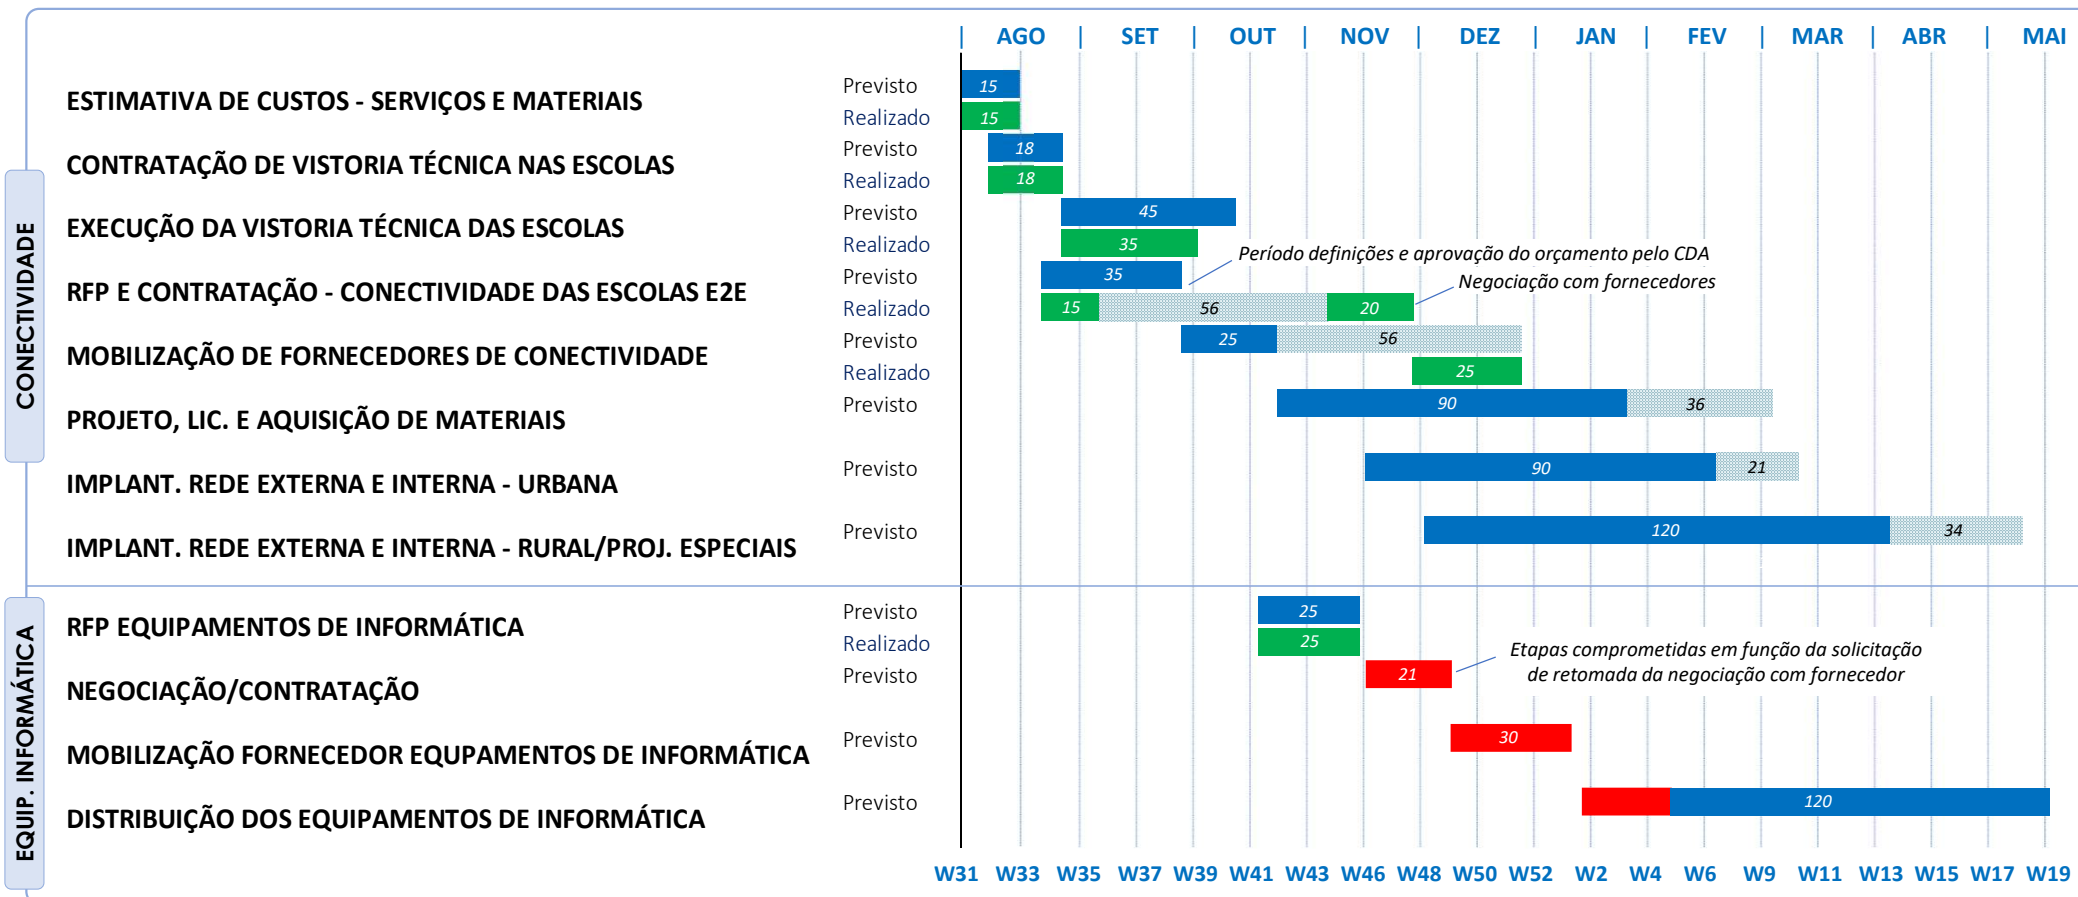 | AGO | SET | OUT | NOV | DEZ | JAN | FEV | MAR | ABR | MAI
CONECTIVIDADE
ESTIMATIVA DE CUSTOS - SERVIÇOS E MATERIAIS
Previsto 15
Realizado 15
CONTRATAÇÃO DE VISTORIA TÉCNICA NAS ESCOLAS
Previsto 18
Realizado 18
EXECUÇÃO DA VISTORIA TÉCNICA DAS ESCOLAS
Previsto 45
Realizado 35
Período definições e aprovação do orçamento pelo CDA
RFP E CONTRATAÇÃO - CONECTIVIDADE DAS ESCOLAS E2E
Previsto 35
Negociação com fornecedores
Realizado 15 56 20
MOBILIZAÇÃO DE FORNECEDORES DE CONECTIVIDADE
Previsto 25 56
Realizado 25
PROJETO, LIC. E AQUISIÇÃO DE MATERIAIS
Previsto 90 36
IMPLANT. REDE EXTERNA E INTERNA - URBANA
Previsto 90 21
IMPLANT. REDE EXTERNA E INTERNA - RURAL/PROJ. ESPECIAIS
Previsto 120 34
EQUIP. INFORMÁTICA
RFP EQUIPAMENTOS DE INFORMÁTICA
Previsto 25
Realizado 25
Etapas comprometidas em função da solicitação
de retomada da negociação com fornecedor
NEGOCIAÇÃO/CONTRATAÇÃO
Previsto 21
MOBILIZAÇÃO FORNECEDOR EQUPAMENTOS DE INFORMÁTICA
Previsto 30
DISTRIBUIÇÃO DOS EQUIPAMENTOS DE INFORMÁTICA
Previsto 120
W31 W33 W35 W37 W39 W41 W43 W46 W48 W50 W52 W2 W4 W6 W9 W11 W13 W15 W17 W19